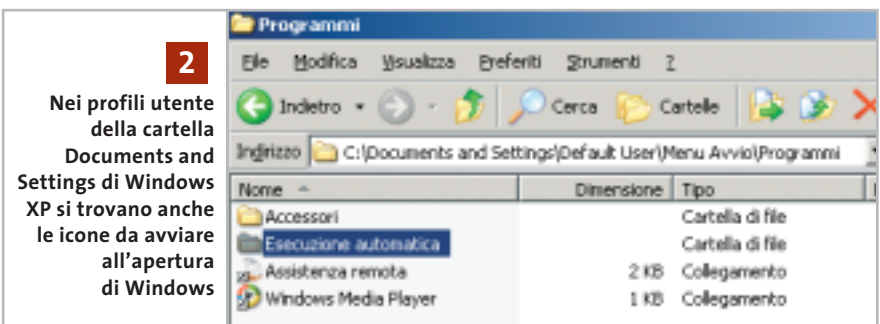 2
Nei profili utente
della cartella
Documents and
Settings di Windows
XP si trovano anche
le icone da avviare
all'apertura
di Windows
Programmi
File Modifica Visualizza Preferiti Strumenti ?
Indietro Cerca Cartelle
Indirizzo C:\Documents and Settings\Default User\Menu Avvio\Programmi
Nome Dimensione Tipo
Accessori Cartella di file
Esecuzione automatica Cartella di file
Assistenza remota 2 KB Collegamento
Windows Media Player 1 KB Collegamento